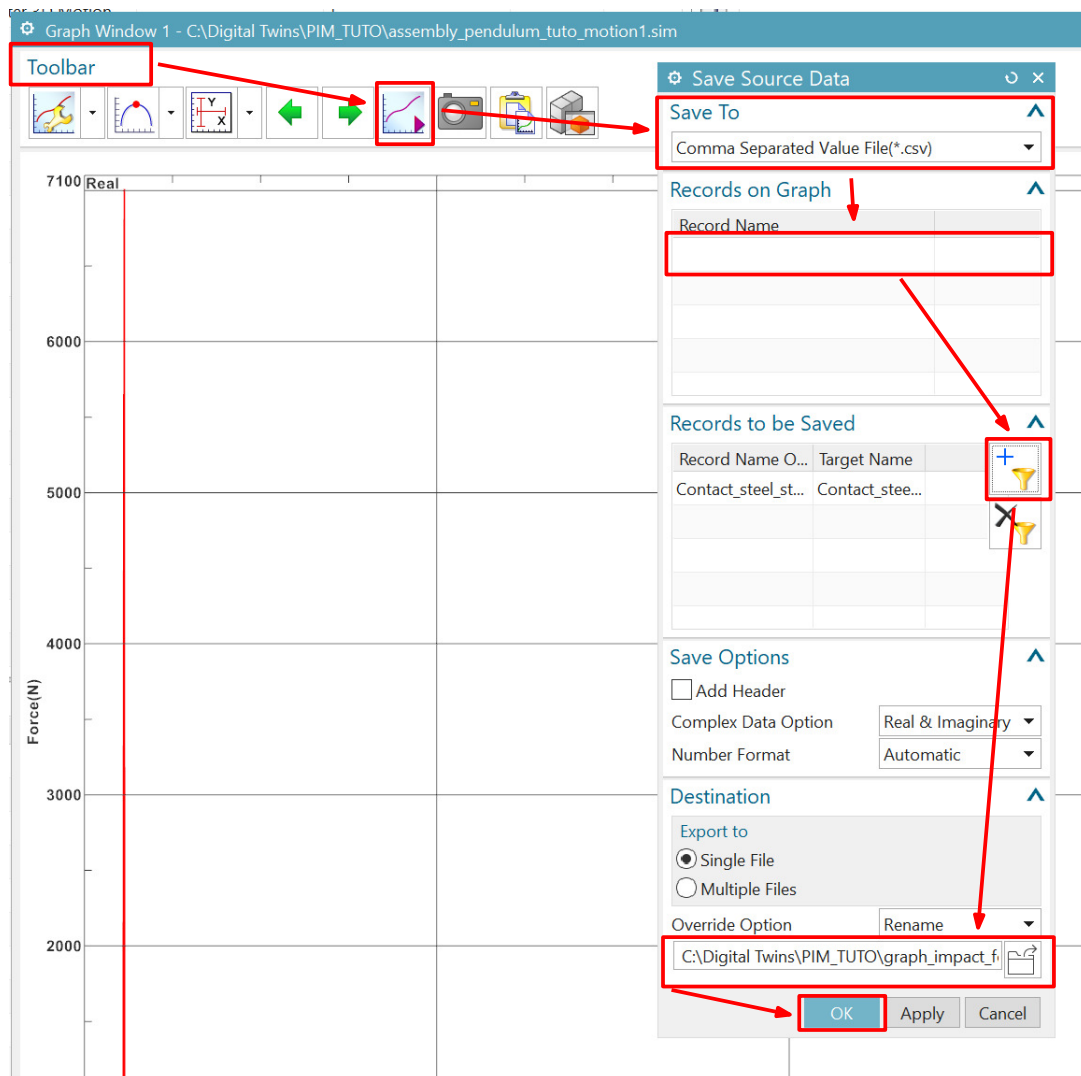 Graph Window 1 - C:\Digital Twins\PIM_TUTO\assembly_pendulum_tuto_motion1.sim
Toolbar
Y
X
7100 Real
6000
5000
4000
3000
2000
Force(N)
Save Source Data
Save To
Comma Separated Value File(*.csv)
Records on Graph
Record Name
Records to be Saved
Record Name O... Target Name
Contact_steel_st... Contact_stee...
Save Options
Add Header
Complex Data Option Real & Imaginary
Number Format Automatic
Destination
Export to
Single File
Multiple Files
Override Option Rename
C:\Digital Twins\PIM_TUTO\graph_impact_f
OK Apply Cancel